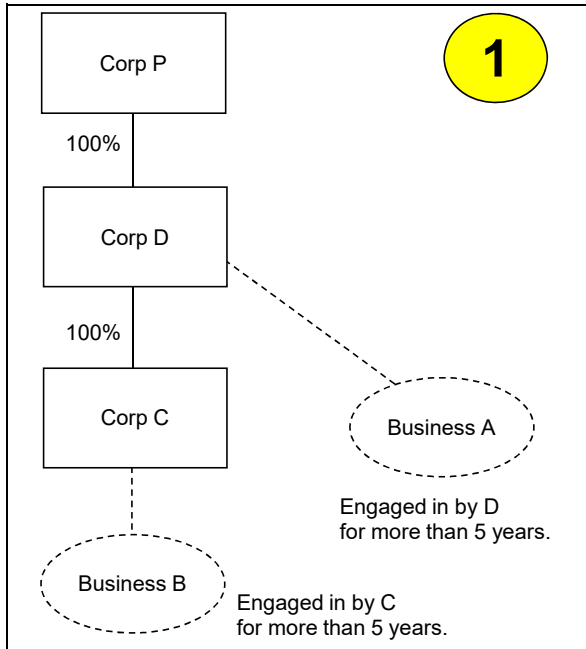 Corp P
1
100%
Corp D
100%
Corp C
Business A
Engaged in by D
for more than 5 years.
Business B
Engaged in by C
for more than 5 years.